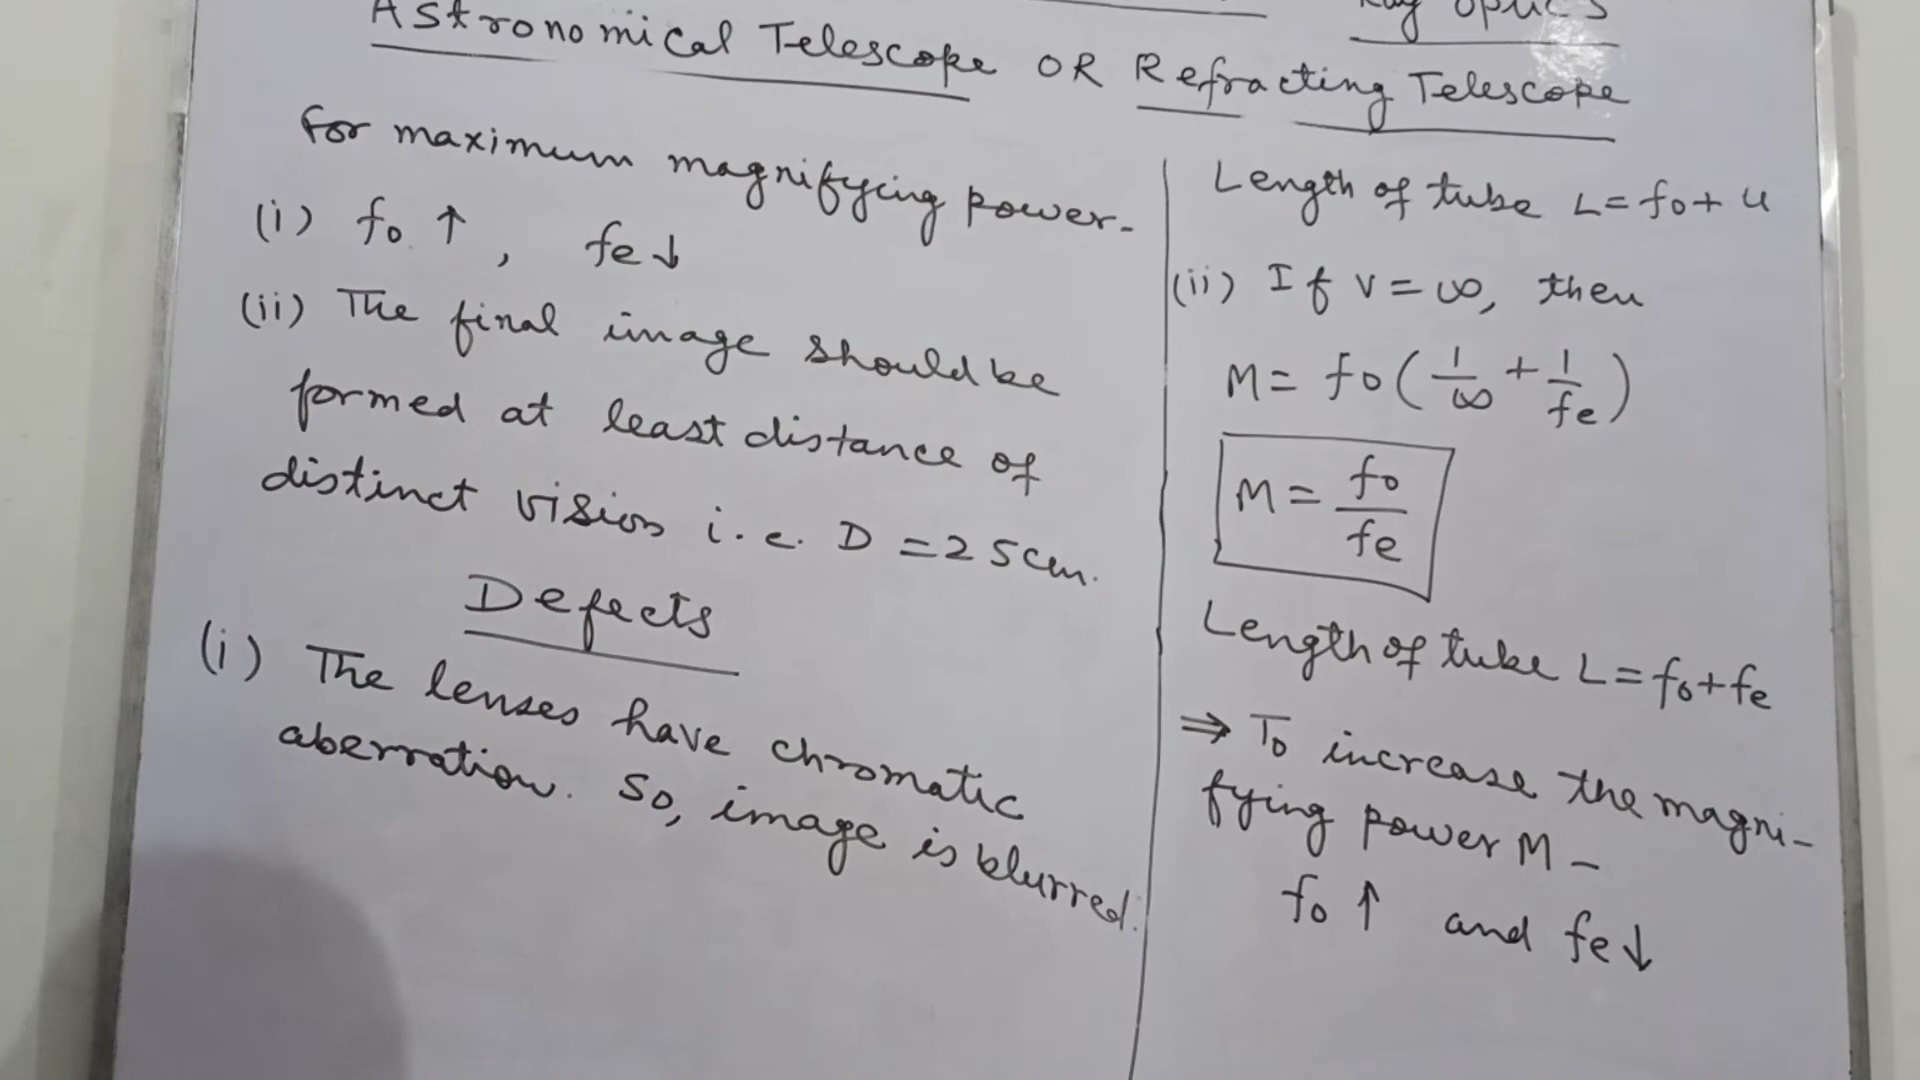 Ray Optics
Astronomical Telescope OR Refracting Telescope
For maximum magnifying power-
(i) fo ↑ , fe ↓
(ii) The final image should be
formed at least distance of
distinct vision i.e. D = 25cm.
Defects
(i) The lenses have chromatic
aberration. So, image is blurred.
Length of tube L = fo + u
(ii) If v = ∞, then
M = fo(1/∞ + 1/fe)
M = fo/fe
Length of tube L = fo + fe
⇒ To increase the magni-
fying power M -
fo ↑ and fe ↓